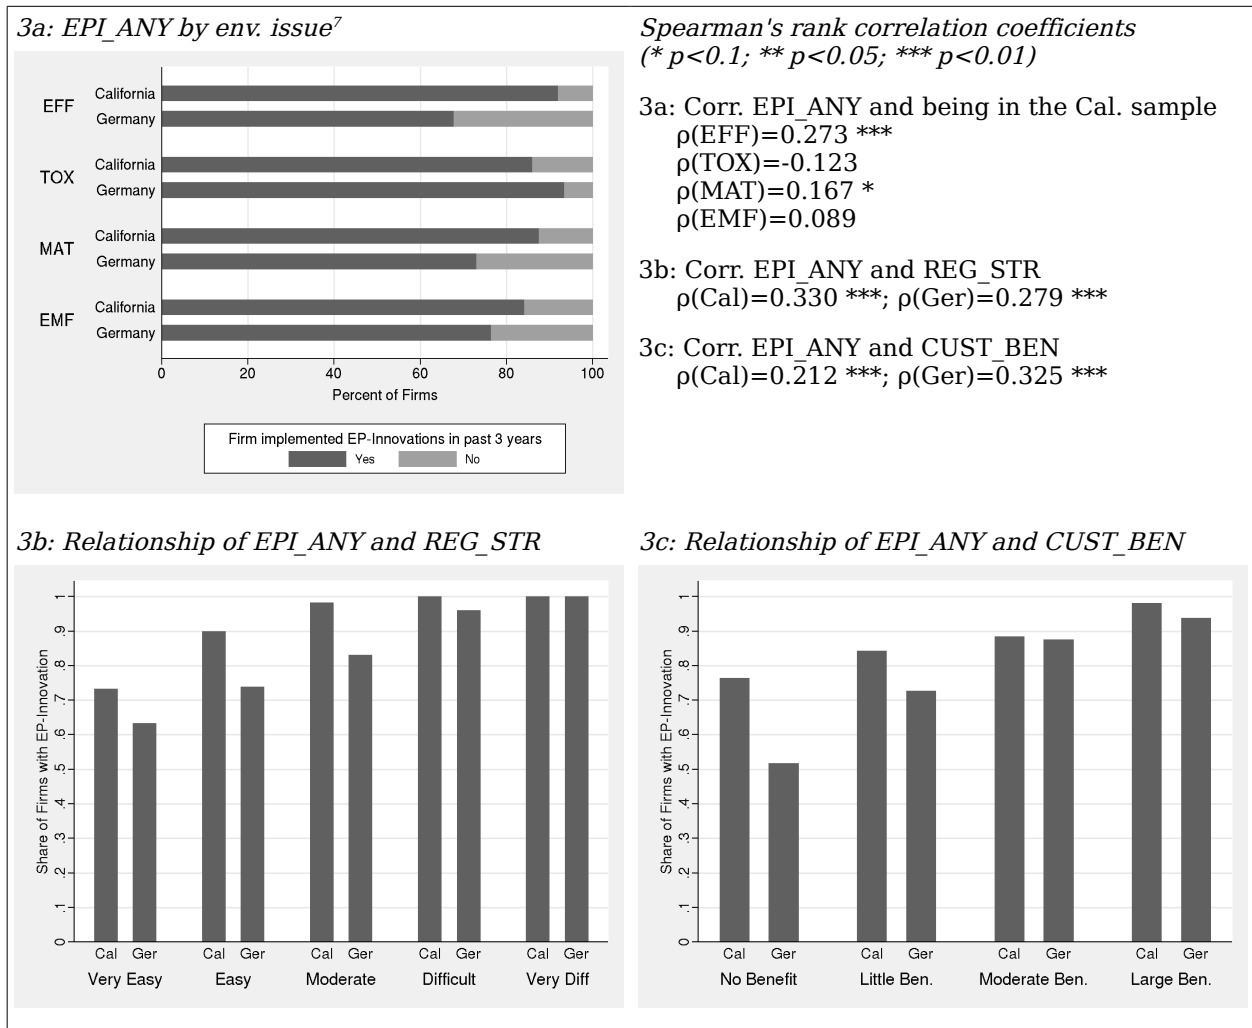 3a: EPI_ANY by env. issue⁷
EFF
California
Germany
TOX
California
Germany
MAT
California
Germany
EMF
California
Germany
0 20 40 60 80 100
Percent of Firms
Firm implemented EP-Innovations in past 3 years
Yes No
Spearman's rank correlation coefficients
(* p<0.1; ** p<0.05; *** p<0.01)
3a: Corr. EPI_ANY and being in the Cal. sample
ρ(EFF)=0.273 ***
ρ(TOX)=-0.123
ρ(MAT)=0.167 *
ρ(EMF)=0.089
3b: Corr. EPI_ANY and REG_STR
ρ(Cal)=0.330 ***; ρ(Ger)=0.279 ***
3c: Corr. EPI_ANY and CUST_BEN
ρ(Cal)=0.212 ***; ρ(Ger)=0.325 ***
3b: Relationship of EPI_ANY and REG_STR
Share of Firms with EP-Innovation
1
.9
.8
.7
.6
.5
.4
.3
.2
.1
0
Cal Ger Cal Ger Cal Ger Cal Ger Cal Ger
Very Easy Easy Moderate Difficult Very Diff
3c: Relationship of EPI_ANY and CUST_BEN
Share of Firms with EP-Innovation
1
.9
.8
.7
.6
.5
.4
.3
.2
.1
0
Cal Ger Cal Ger Cal Ger Cal Ger
No Benefit Little Ben. Moderate Ben. Large Ben.